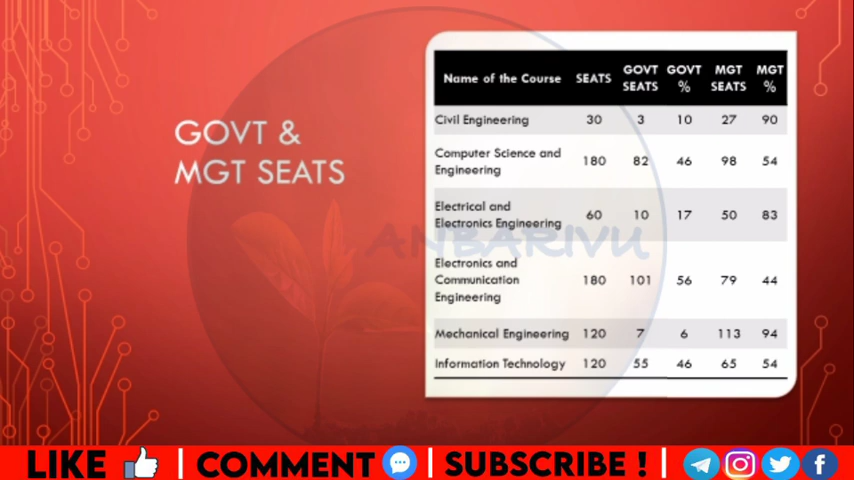 GOVT &
MGT SEATS
Name of the Course SEATS GOVT SEATS GOVT % MGT SEATS MGT %
Civil Engineering 30 3 10 27 90
Computer Science and Engineering 180 82 46 98 54
Electrical and Electronics Engineering 60 10 17 50 83
Electronics and Communication Engineering 180 101 56 79 44
Mechanical Engineering 120 7 6 113 94
Information Technology 120 55 46 65 54
ANBARIVU
LIKE | COMMENT | SUBSCRIBE ! |